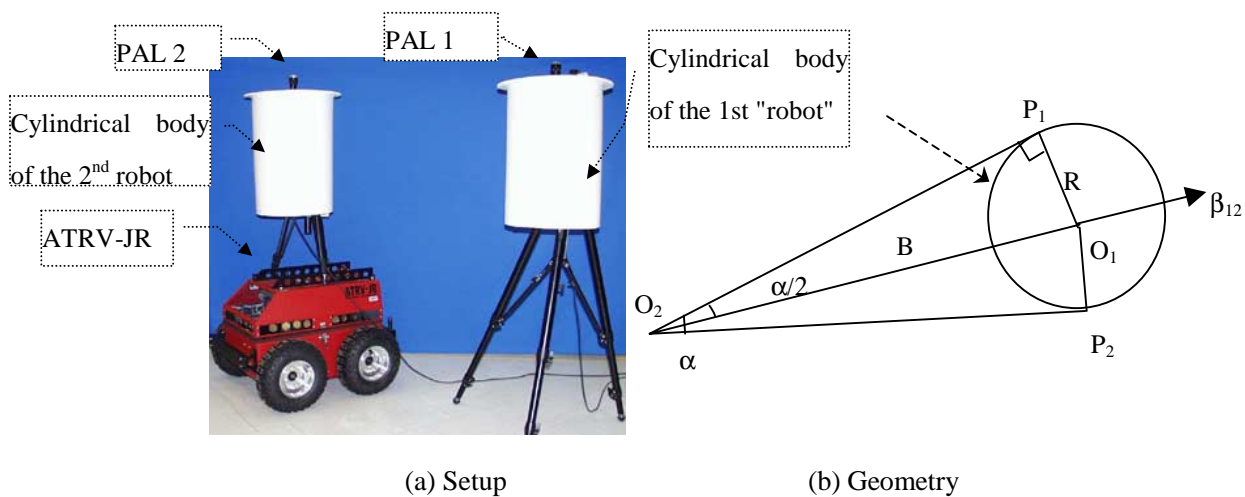 PAL 2
PAL 1
Cylindrical body
of the 1st "robot"
Cylindrical body
of the 2nd robot
ATRV-JR
ATRV-JR
P1
R
β12
B
O1
α/2
O2
α
P2
(a) Setup
(b) Geometry